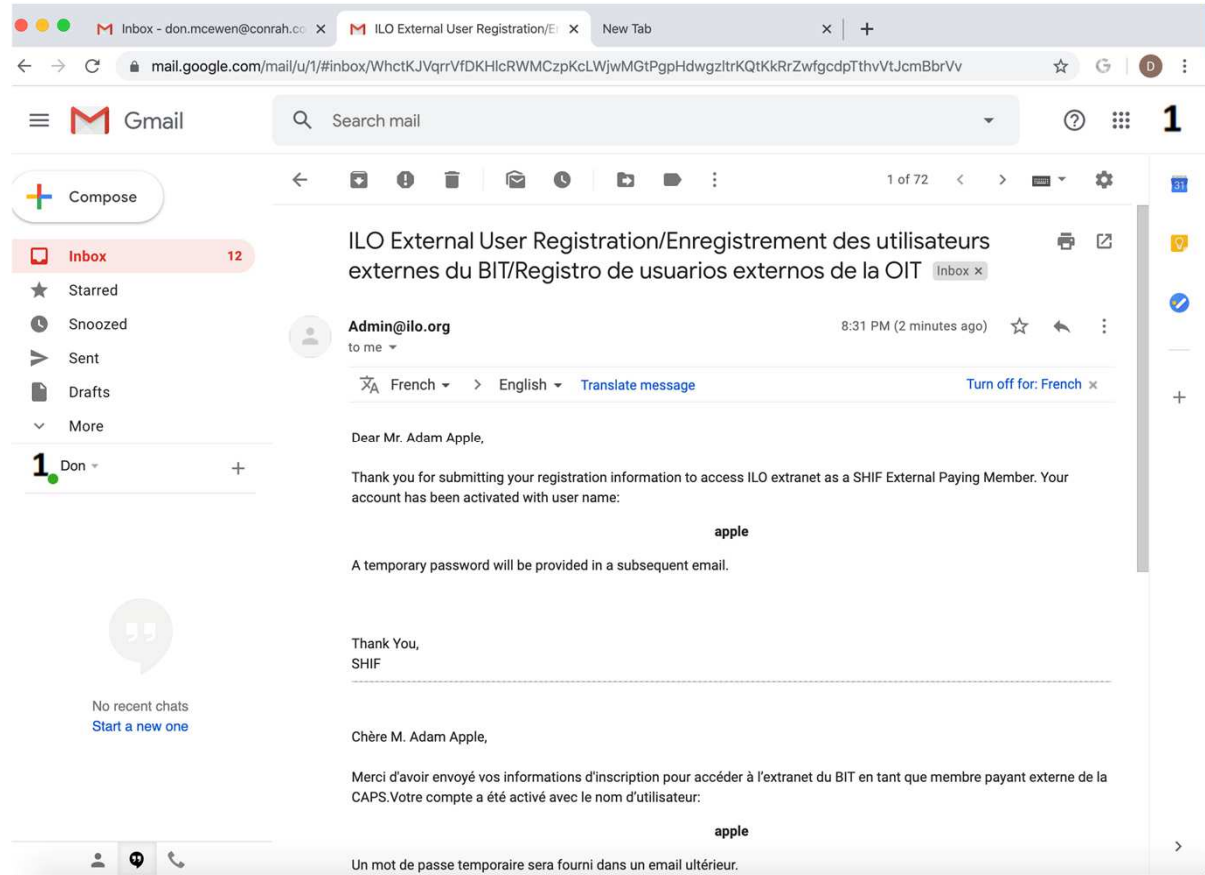 Inbox - don.mcewen@conrah.co
ILO External User Registration/E
New Tab
mail.google.com/mail/u/1/#inbox/WhctKJVqrrVfDKHlcRWMCzpKcLWjwMGtPgpHdwgzltrKQtKkRrZwfgcdpTthvVtJcmBbrVv
G
D
Gmail
Search mail
1
Compose
1 of 72
31
Inbox 12
Starred
Snoozed
Sent
Drafts
More
1 Don
No recent chats
Start a new one
ILO External User Registration/Enregistrement des utilisateurs
externes du BIT/Registro de usuarios externos de la OIT Inbox x
Admin@ilo.org 8:31 PM (2 minutes ago)
to me
French > English Translate message Turn off for: French x
Dear Mr. Adam Apple,
Thank you for submitting your registration information to access ILO extranet as a SHIF External Paying Member. Your
account has been activated with user name:
apple
A temporary password will be provided in a subsequent email.
Thank You,
SHIF
Chère M. Adam Apple,
Merci d'avoir envoyé vos informations d'inscription pour accéder à l'extranet du BIT en tant que membre payant externe de la
CAPS.Votre compte a été activé avec le nom d'utilisateur:
apple
Un mot de passe temporaire sera fourni dans un email ultérieur.